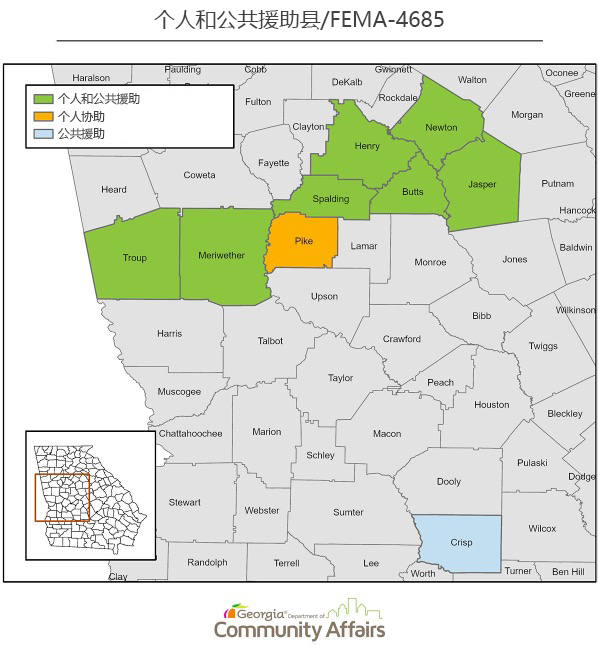 个人和公共援助县/FEMA-4685
Haralson
Paulding
Cobb
Gwinnett
DeKalb
Walton
Oconee
Greene
Rockdale
个人和公共援助
个人协助
公共援助
Fulton
Clayton
Newton
Morgan
Henry
Fayette
Coweta
Heard
Spalding
Butts
Jasper
Putnam
Hancock
Troup
Meriwether
Pike
Lamar
Monroe
Jones
Baldwin
Upson
Bibb
Wilkinson
Harris
Talbot
Crawford
Twiggs
Taylor
Peach
Muscogee
Houston
Bleckley
Chattahoochee
Marion
Macon
Schley
Pulaski
Dooly
Dodge
Stewart
Webster
Sumter
Crisp
Wilcox
Randolph
Terrell
Lee
Worth
Turner
Ben Hill
Clay
Georgia® Department of
Community Affairs